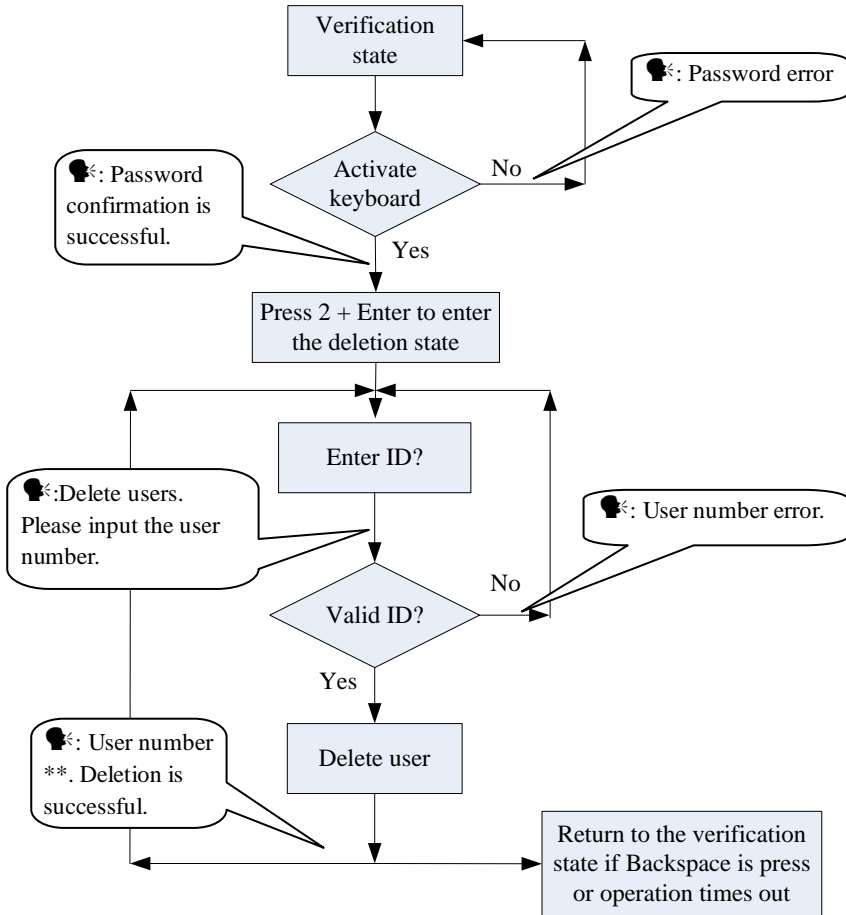 Verification
state
🗣: Password error
Activate
keyboard
No
🗣: Password
confirmation is
successful.
Yes
Press 2 + Enter to enter
the deletion state
Enter ID?
🗣:Delete users.
Please input the user
number.
🗣: User number error.
No
Valid ID?
Yes
🗣: User number
**. Deletion is
successful.
Delete user
Return to the verification
state if Backspace is press
or operation times out